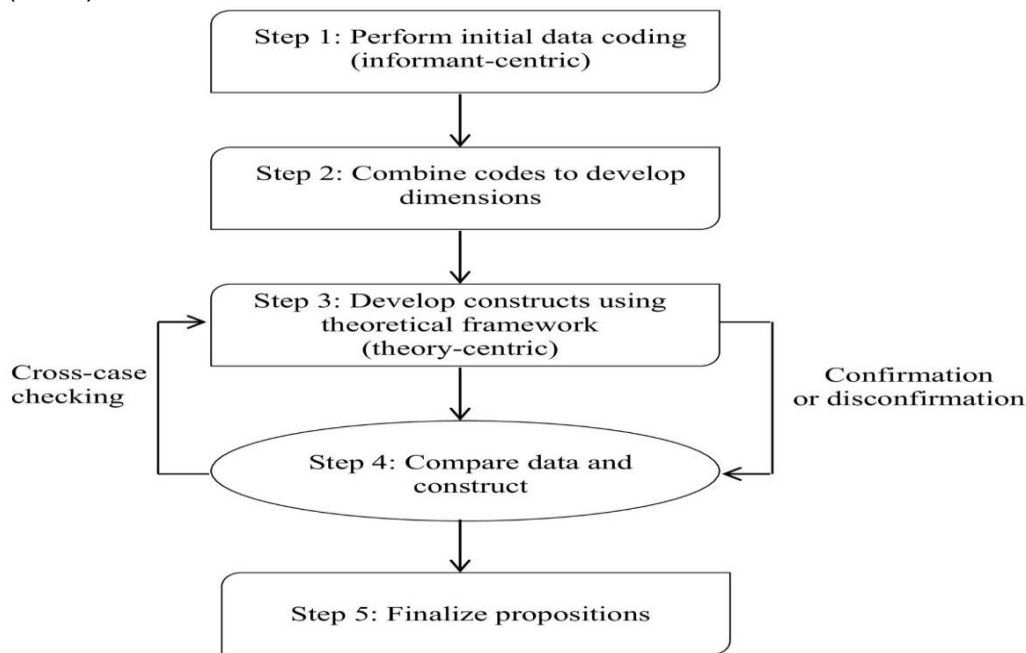 Step 1: Perform initial data coding
(informant-centric)
Step 2: Combine codes to develop
dimensions
Step 3: Develop constructs using
theoretical framework
(theory-centric)
Cross-case
checking
Confirmation
or disconfirmation
Step 4: Compare data and
construct
Step 5: Finalize propositions